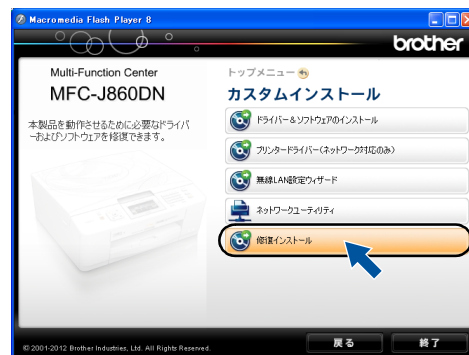 Macromedia Flash Player 8
brother
Multi-Function Center
MFC-J860DN
本製品を動作させるために必要なドライバ
ーおよびソフトウェアを修復できます。
トップメニュー
カスタムインストール
ドライバー&ソフトウェアのインストール
プリンタードライバー(ネットワーク対応のみ)
無線LAN設定ウィザード
ネットワークユーティリティ
修復インストール
© 2001-2012 Brother Industries, Ltd. All Rights Reserved.
戻る
終了